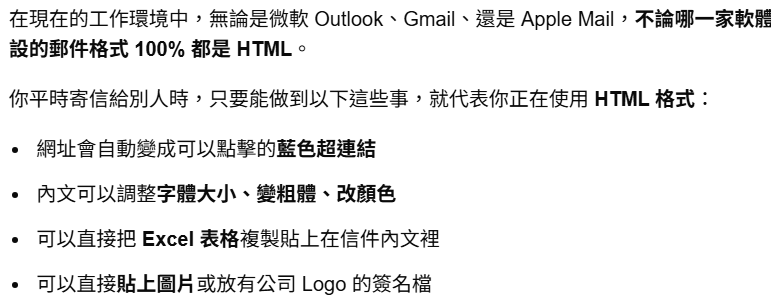 在現在的工作環境中，無論是微軟 Outlook、Gmail、還是 Apple Mail，不論哪一家軟體
設的郵件格式 100% 都是 HTML。
你平時寄信給別人時，只要能做到以下這些事，就代表你正在使用 HTML 格式：
• 網址會自動變成可以點擊的藍色超連結
• 內文可以調整字體大小、變粗體、改顏色
• 可以直接把 Excel 表格複製貼上在信件內文裡
• 可以直接貼上圖片或放有公司 Logo 的簽名檔